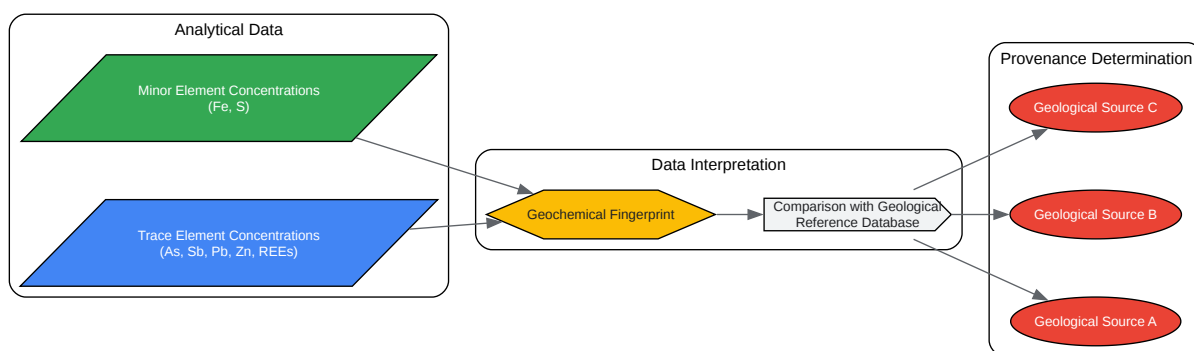 Analytical Data
Minor Element Concentrations
(Fe, S)
Trace Element Concentrations
(As, Sb, Pb, Zn, REEs)
Data Interpretation
Geochemical Fingerprint
Comparison with Geological
Reference Database
Provenance Determination
Geological Source C
Geological Source B
Geological Source A